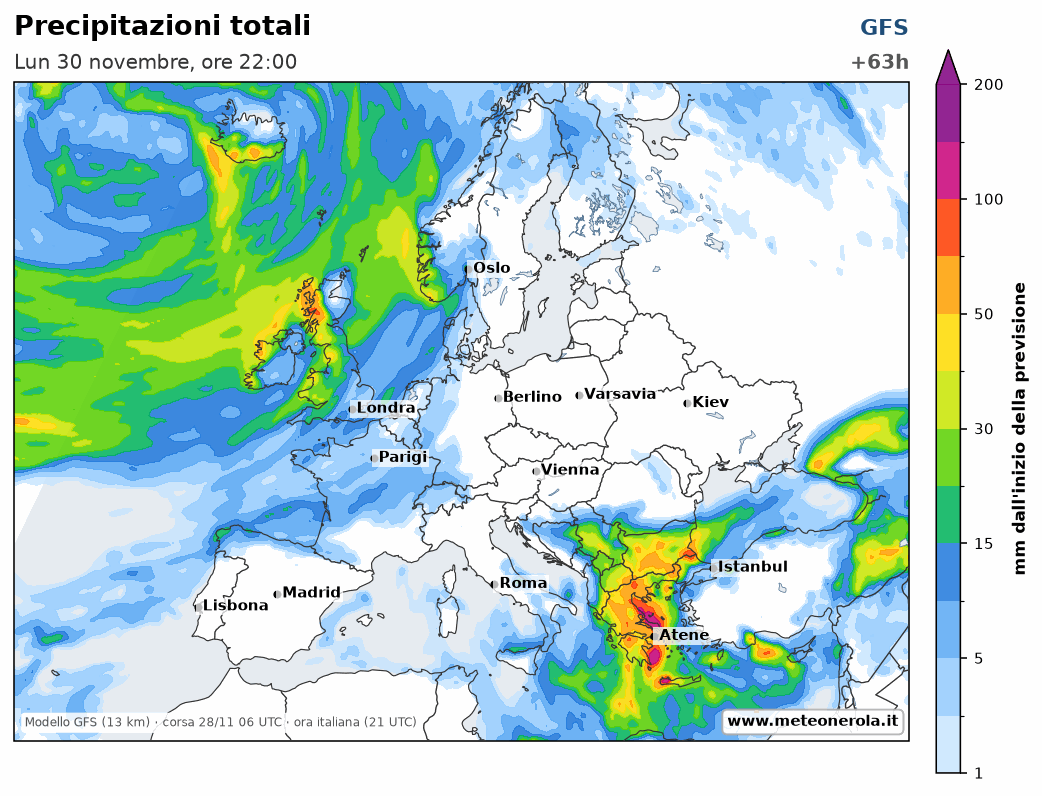 Precipitazioni totali
GFS
Lun 30 novembre, ore 22:00
+63h
200
100
50
30
15
5
1
mm dall'inizio della previsione
Oslo
Berlino
Varsavia
Kiev
Londra
Parigi
Vienna
Istanbul
Roma
Madrid
Lisbona
Atene
Modello GFS (13 km) · corsa 28/11 06 UTC · ora italiana (21 UTC)
www.meteonerola.it